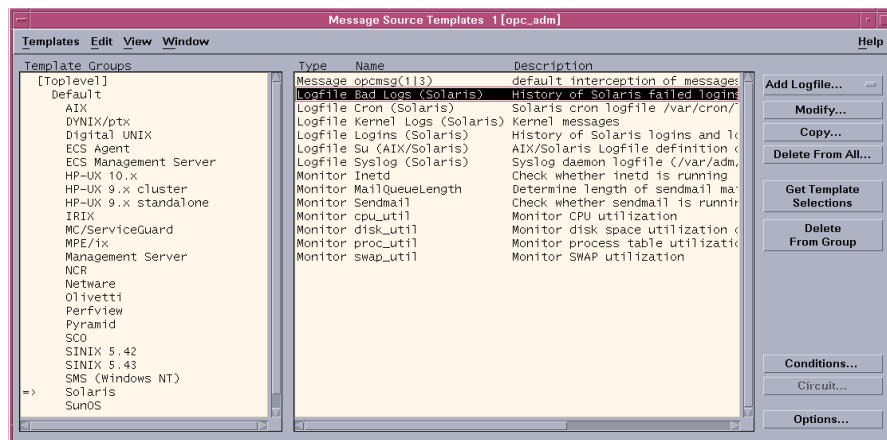 Message Source Templates 1 [opc_adm]
Templates Edit View Window Help
Template Groups
[Toplevel]
Default
AIX
DYNIX/ptx
Digital UNIX
ECS Agent
ECS Management Server
HP-UX 10.x
HP-UX 9.x cluster
HP-UX 9.x standalone
IRIX
MC/ServiceGuard
MPE/ix
Management Server
NCR
Netware
Olivetti
Perfview
Pyramid
SCO
SINIX 5.42
SINIX 5.43
SMS (Windows NT)
=> Solaris
SunOS
Type Name Description
Message opcmsg(1|3) default interception of messages
Logfile Bad Logs (Solaris) History of Solaris failed logins
Logfile Cron (Solaris) Solaris cron logfile /var/cron/
Logfile Kernel Logs (Solaris) Kernel messages
Logfile Logins (Solaris) History of Solaris logins and lo
Logfile Su (AIX/Solaris) AIX/Solaris Logfile definition
Logfile Syslog (Solaris) Syslog daemon logfile (/var/adm,
Monitor Inetd Check whether inetd is running
Monitor MailQueueLength Determine length of sendmail mai
Monitor Sendmail Check whether sendmail is runnin
Monitor cpu_util Monitor CPU utilization
Monitor disk_util Monitor disk space utilization
Monitor proc_util Monitor process table utilizatio
Monitor swap_util Monitor SWAP utilization
Add Logfile...
Modify...
Copy...
Delete From All...
Get Template
Selections
Delete
From Group
Conditions...
Circuit...
Options...